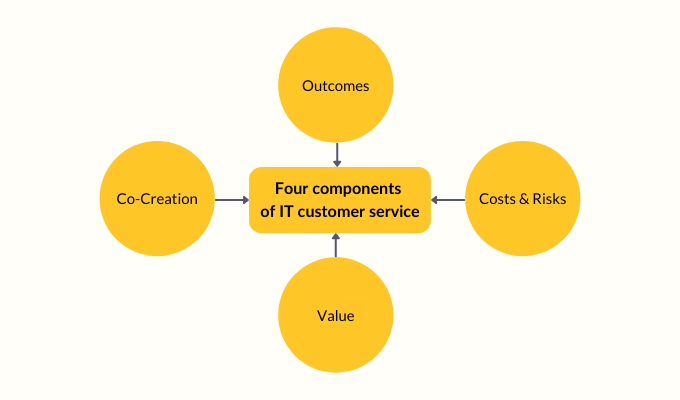 Outcomes
Co-Creation
Four components
of IT customer service
Costs & Risks
Value